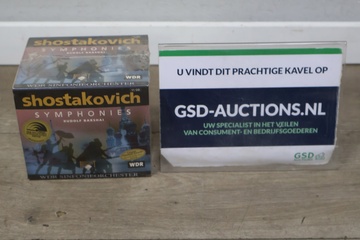 Shostakovich
SYMPHONIES
WDR
Shostakovich
SYMPHONIES
RUDOLF BARSHAI
WDR
U VINDT DIT PRACHTIGE KAVEL OP
GSD-AUCTIONS.NL
UW SPECIALIST IN HET VEILEN
VAN CONSUMENT- EN BEDRIJFSGOEDEREN
GSD